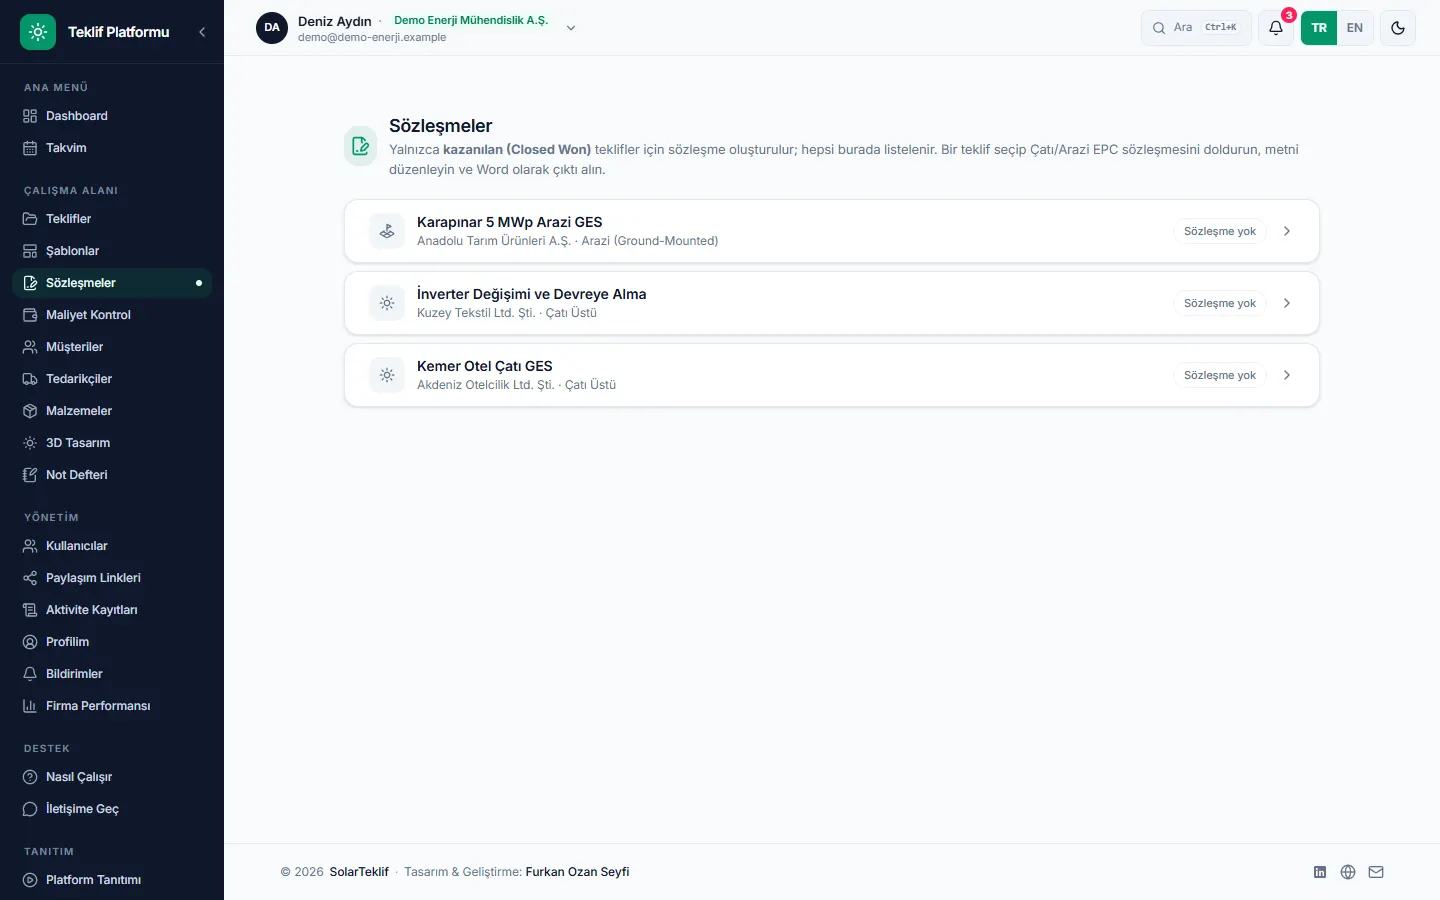 Teklif Platformu
ANA MENÜ
Dashboard
Takvim
ÇALIŞMA ALANI
Teklifler
Şablonlar
Sözleşmeler
Maliyet Kontrol
Müşteriler
Tedarikçiler
Malzemeler
3D Tasarım
Not Defteri
YÖNETİM
Kullanıcılar
Paylaşım Linkleri
Aktivite Kayıtları
Profilim
Bildirimler
Firma Performansı
DESTEK
Nasıl Çalışır
İletişime Geç
TANITIM
Platform Tanıtımı
DA
Deniz Aydın · Demo Enerji Mühendislik A.Ş.
demo@demo-enerji.example
Ara Ctrl+K
3
TR EN
Sözleşmeler
Yalnızca kazanılan (Closed Won) teklifler için sözleşme oluşturulur; hepsi burada listelenir. Bir teklif seçip Çatı/Arazi EPC sözleşmesini doldurun, metni
düzenleyin ve Word olarak çıktı alın.
Karapınar 5 MWp Arazi GES
Anadolu Tarım Ürünleri A.Ş. · Arazi (Ground-Mounted)
Sözleşme yok
İnverter Değişimi ve Devreye Alma
Kuzey Tekstil Ltd. Şti. · Çatı Üstü
Sözleşme yok
Kemer Otel Çatı GES
Akdeniz Otelcilik Ltd. Şti. · Çatı Üstü
Sözleşme yok
© 2026 SolarTeklif · Tasarım & Geliştirme: Furkan Ozan Seyfi
in